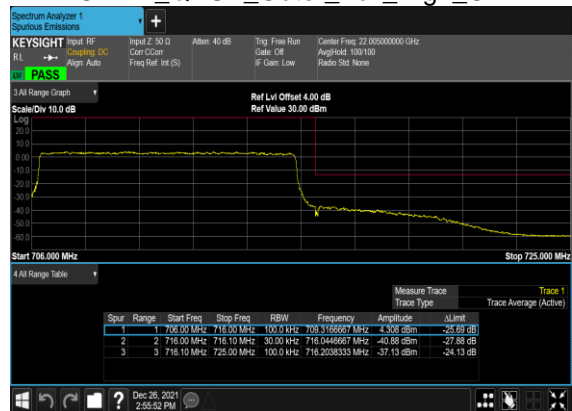 Spectrum Analyzer 1
Spurious Emissions
KEYSIGHT Input: RF Input Z: 50 Ω Atten: 40 dB Trig: Free Run Center Freq: 22.005000000 GHz
RL Coupling: DC Corr CCorr Gate: Off Avg|Hold: 100/100
Align: Auto Freq Ref: Int (S) IF Gain: Low Radio Std: None
LW PASS
3 All Range Graph
Ref Lvl Offset 4.00 dB
Scale/Div 10.0 dB Ref Value 30.00 dBm
Log
20.0
10.0
0.00
-10.0
-20.0
-30.0
-40.0
-50.0
-60.0
Start 706.000 MHz Stop 725.000 MHz
4 All Range Table
Measure Trace Trace 1
Trace Type Trace Average (Active)
Spur Range Start Freq Stop Freq RBW Frequency Amplitude ΔLimit
1 1 706.00 MHz 716.00 MHz 100.0 kHz 709.3166667 MHz 4.308 dBm -25.69 dB
2 2 716.00 MHz 716.10 MHz 30.00 kHz 716.0446667 MHz -40.88 dBm -27.88 dB
3 3 716.10 MHz 725.00 MHz 100.0 kHz 716.2038333 MHz -37.13 dBm -24.13 dB
? Dec 26, 2021
2:55:52 PM